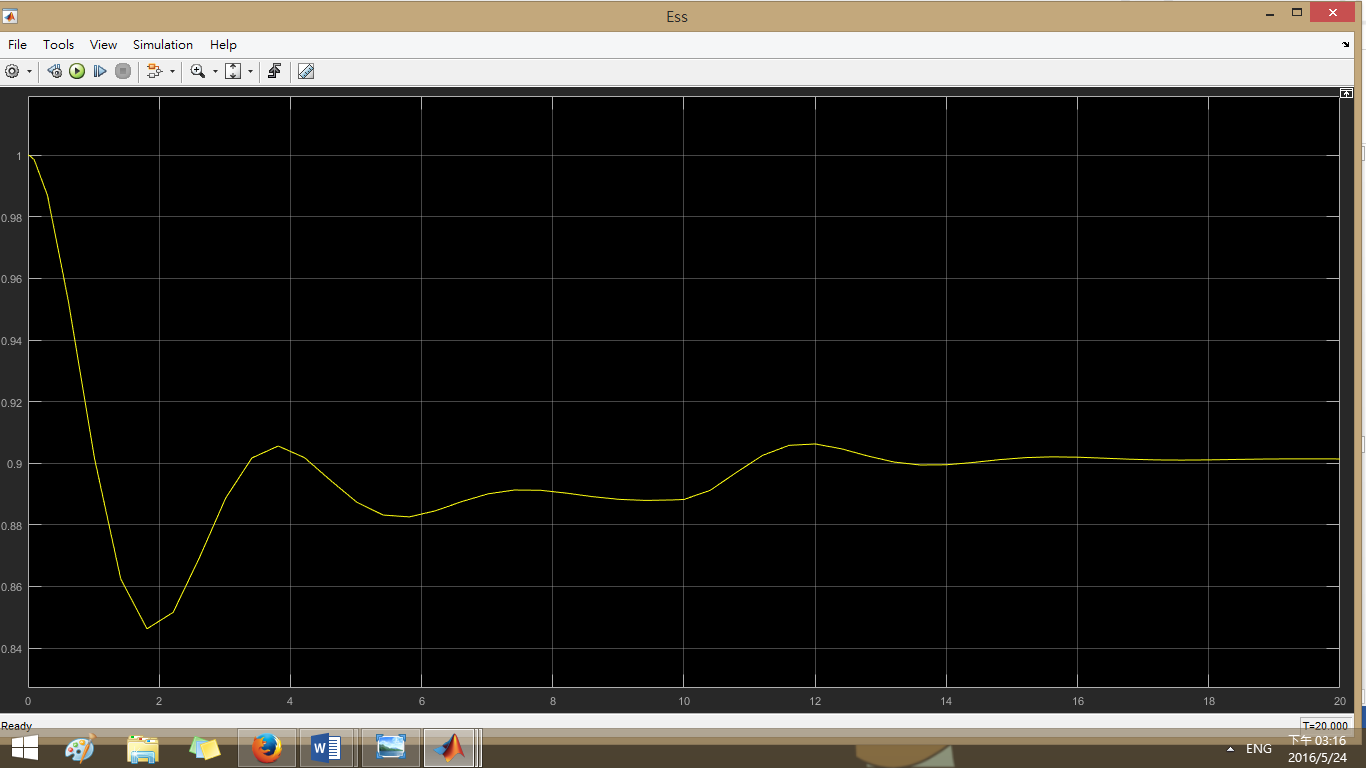 Ess
File Tools View Simulation Help
1
0.98
0.96
0.94
0.92
0.9
0.88
0.86
0.84
0 2 4 6 8 10 12 14 16 18 20
Ready
T=20.000
ENG
下午 03:16
2016/5/24